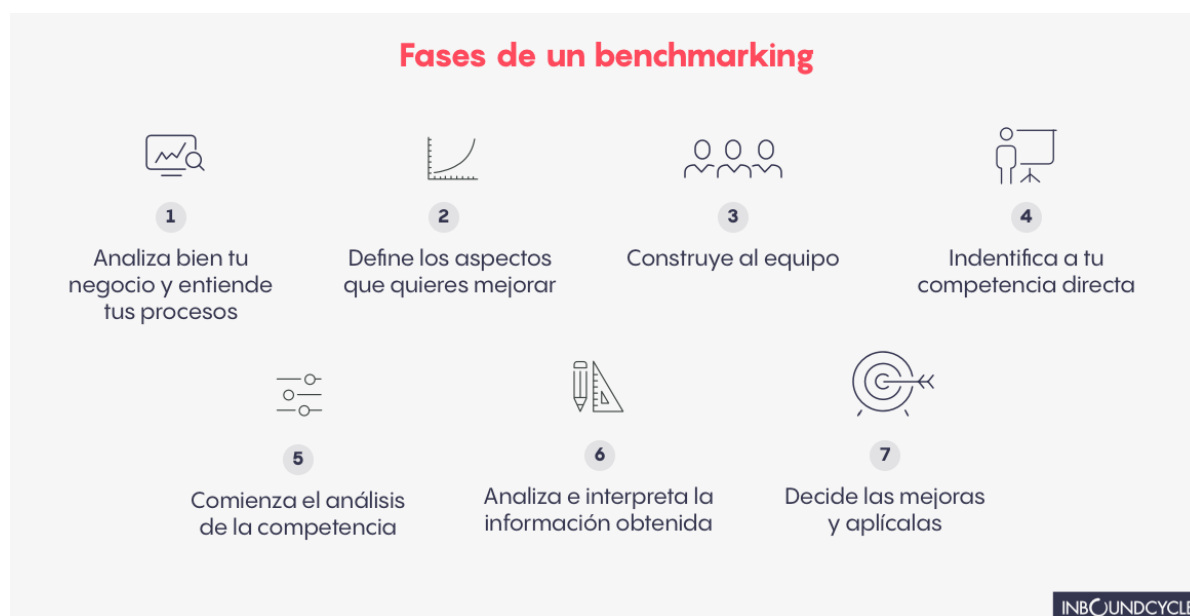 Fases de un benchmarking
1
Analiza bien tu
negocio y entiende
tus procesos
2
Define los aspectos
que quieres mejorar
3
Construye al equipo
4
Indentifica a tu
competencia directa
5
Comienza el análisis
de la competencia
6
Analiza e interpreta la
información obtenida
7
Decide las mejoras
y aplícalas
INBOUNDCYCLE